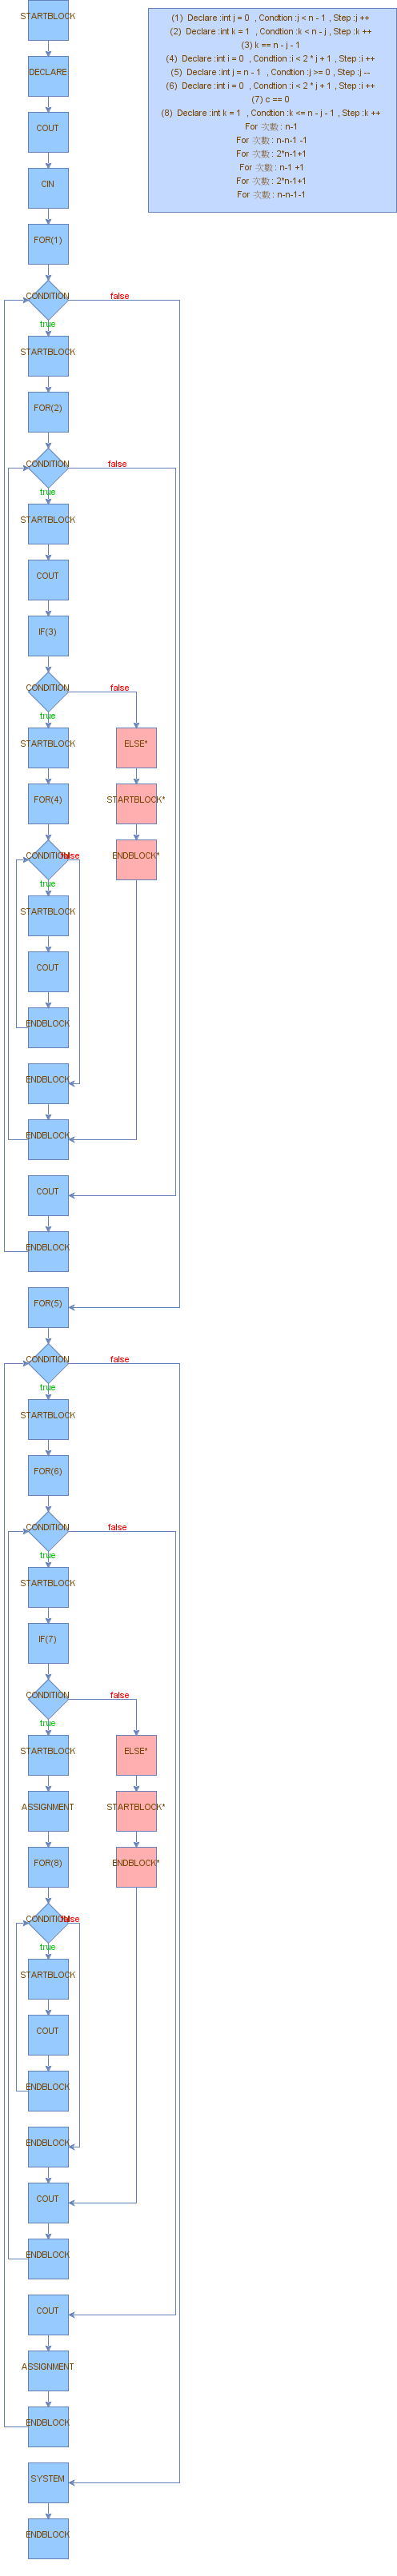 STARTBLOCK
(1) Declare :int j = 0 , Condtion :j < n - 1 , Step :j ++
(2) Declare :int k = 1 , Condtion :k < n - j , Step :k ++
(3) k == n - j - 1
(4) Declare :int i = 0 , Condtion :i < 2 * j + 1 , Step :i ++
(5) Declare :int j = n - 1 , Condtion :j >= 0 , Step :j --
(6) Declare :int i = 0 , Condtion :i < 2 * j + 1 , Step :i ++
(7) c == 0
(8) Declare :int k = 1 , Condtion :k <= n - j - 1 , Step :k ++
For 次數 : n-1
For 次數 : n-n-1 -1
For 次數 : 2*n-1+1
For 次數 : n-1 +1
For 次數 : 2*n-1+1
For 次數 : n-n-1-1
DECLARE
COUT
CIN
FOR(1)
CONDITION false
true
STARTBLOCK
FOR(2)
CONDITION false
true
STARTBLOCK
COUT
IF(3)
CONDITION false
true
STARTBLOCK ELSE*
FOR(4) STARTBLOCK*
CONDITION false ENDBLOCK*
true
STARTBLOCK
COUT
ENDBLOCK
ENDBLOCK
ENDBLOCK
COUT
ENDBLOCK
FOR(5)
CONDITION false
true
STARTBLOCK
FOR(6)
CONDITION false
true
STARTBLOCK
IF(7)
CONDITION false
true
STARTBLOCK ELSE*
ASSIGNMENT STARTBLOCK*
FOR(8) ENDBLOCK*
CONDITION false
true
STARTBLOCK
COUT
ENDBLOCK
ENDBLOCK
COUT
ENDBLOCK
COUT
ASSIGNMENT
ENDBLOCK
SYSTEM
ENDBLOCK